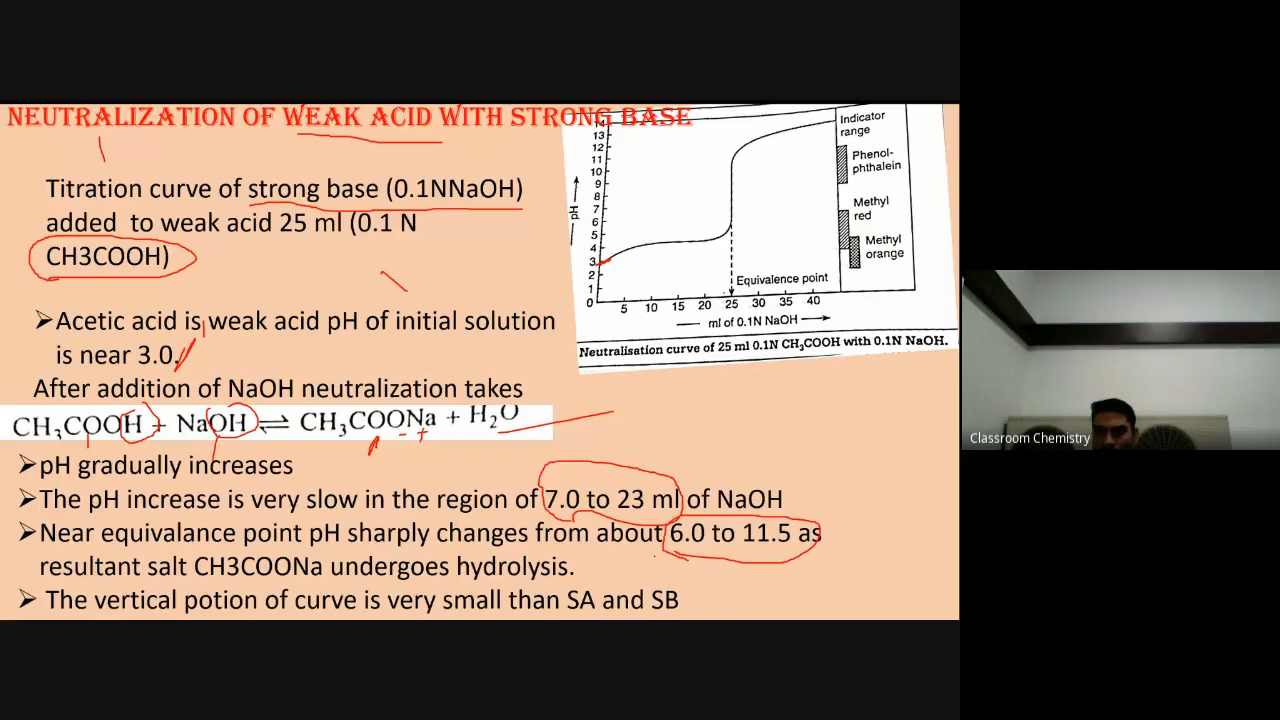 NEUTRALIZATION OF WEAK ACID WITH STRONG BASE
Titration curve of strong base (0.1NNaOH)
added to weak acid 25 ml (0.1 N
CH3COOH)
➢Acetic acid is weak acid pH of initial solution
is near 3.0.
After addition of NaOH neutralization takes
CH₃COOH + NaOH ⇌ CH₃COONa + H₂O
➢pH gradually increases
➢The pH increase is very slow in the region of 7.0 to 23 ml of NaOH
➢Near equivalance point pH sharply changes from about 6.0 to 11.5 as
resultant salt CH3COONa undergoes hydrolysis.
➢ The vertical potion of curve is very small than SA and SB
14
13
12
11
10
9
8
7
6
5
4
3
2
1
0
pH
5 10 15 20 25 30 35 40
ml of 0.1N NaOH
Equivalence point
Indicator
range
Phenol-
phthalein
Methyl
red
Methyl
orange
Neutralisation curve of 25 ml 0.1N CH₃COOH with 0.1N NaOH.
Classroom Chemistry